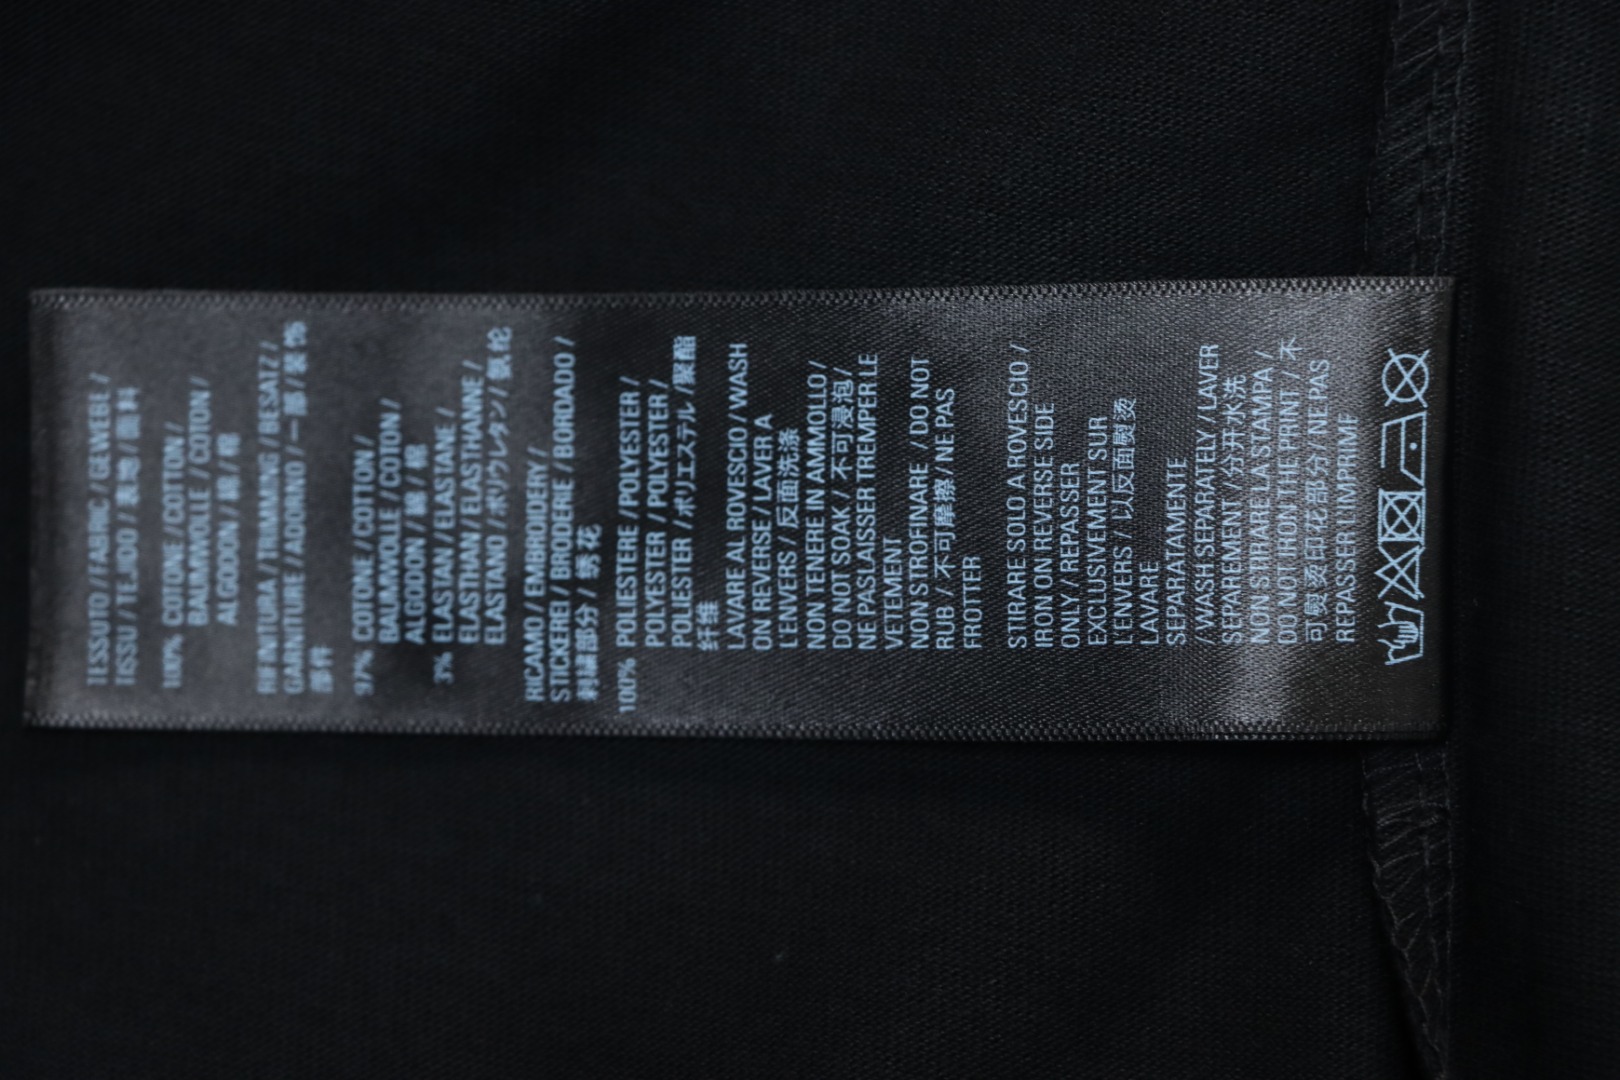 TESSUTO / FABRIC / GEWEBE /
TISSU / TEJIDO / 表地 / 面料
100% COTONE / COTTON /
BAUMWOLLE / COTON /
ALGODON / 綿 / 棉
RIFINITURA / TRIMMING / BESATZ /
GARNITURE / ADORNO / 一部 / 装饰
部件
97% COTONE / COTTON /
BAUMWOLLE / COTON /
ALGODON / 綿 / 棉
3% ELASTAN / ELASTANE /
ELASTHAN / ELASTHANNE /
ELASTANO / ポリウレタン / 氨纶
RICAMO / EMBROIDERY /
STICKEREI / BRODERIE / BORDADO /
刺繍部分 / 绣花
100% POLIESTERE / POLYESTER /
POLYESTER / POLYESTER /
POLIESTER / ポリエステル / 聚酯
纤维
LAVARE AL ROVESCIO / WASH
ON REVERSE / LAVER A
L'ENVERS / 反面洗涤
NON TENERE IN AMMOLLO /
DO NOT SOAK / 不可浸泡 /
NE PAS LAISSER TREMPER LE
VETEMENT
NON STROFINARE / DO NOT
RUB / 不可摩擦 / NE PAS
FROTTER
STIRARE SOLO A ROVESCIO /
IRON ON REVERSE SIDE
ONLY / REPASSER
EXCLUSIVEMENT SUR
L'ENVERS / 以反面熨烫
LAVARE
SEPARATAMENTE
/ WASH SEPARATELY / LAVER
SEPAREMENT / 分开水洗
NON STIRARE LA STAMPA /
DO NOT IRON THE PRINT / 不
可熨烫印花部分 / NE PAS
REPASSER L'IMPRIME